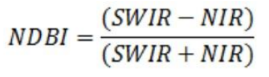 NDBI = (SWIR − NIR) / (SWIR + NIR)